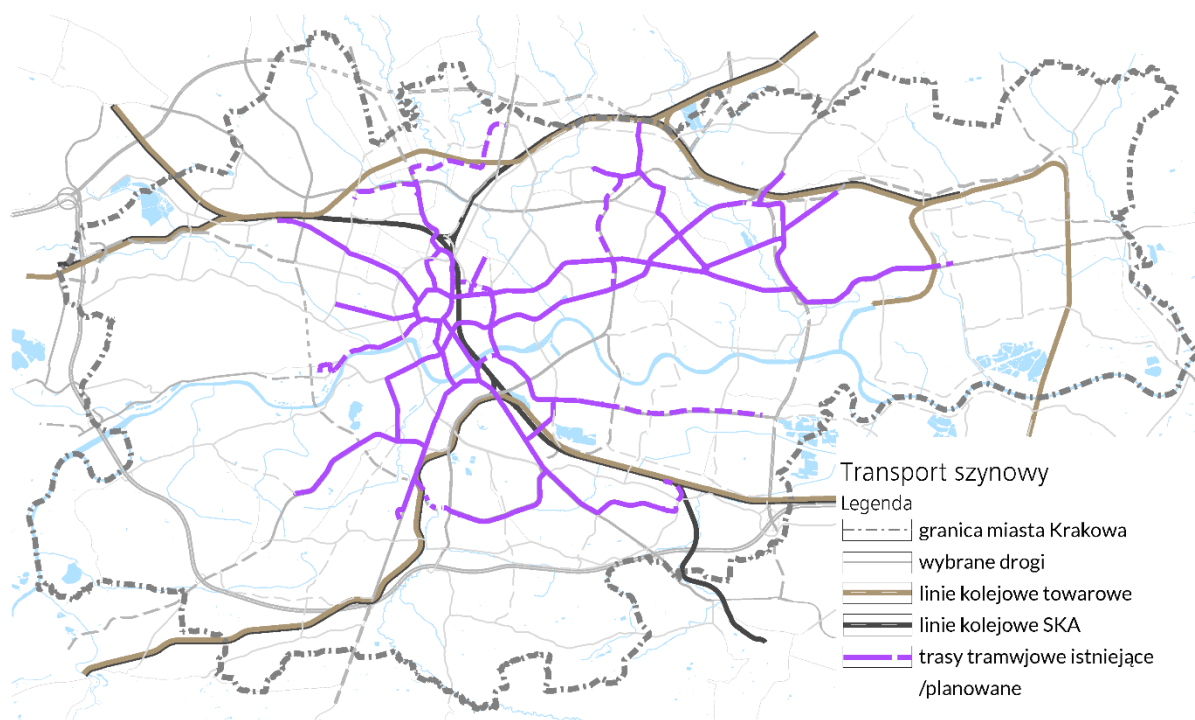 Transport szynowy
Legenda
granica miasta Krakowa
wybrane drogi
linie kolejowe towarowe
linie kolejowe SKA
trasy tramwjowe istniejące
/planowane